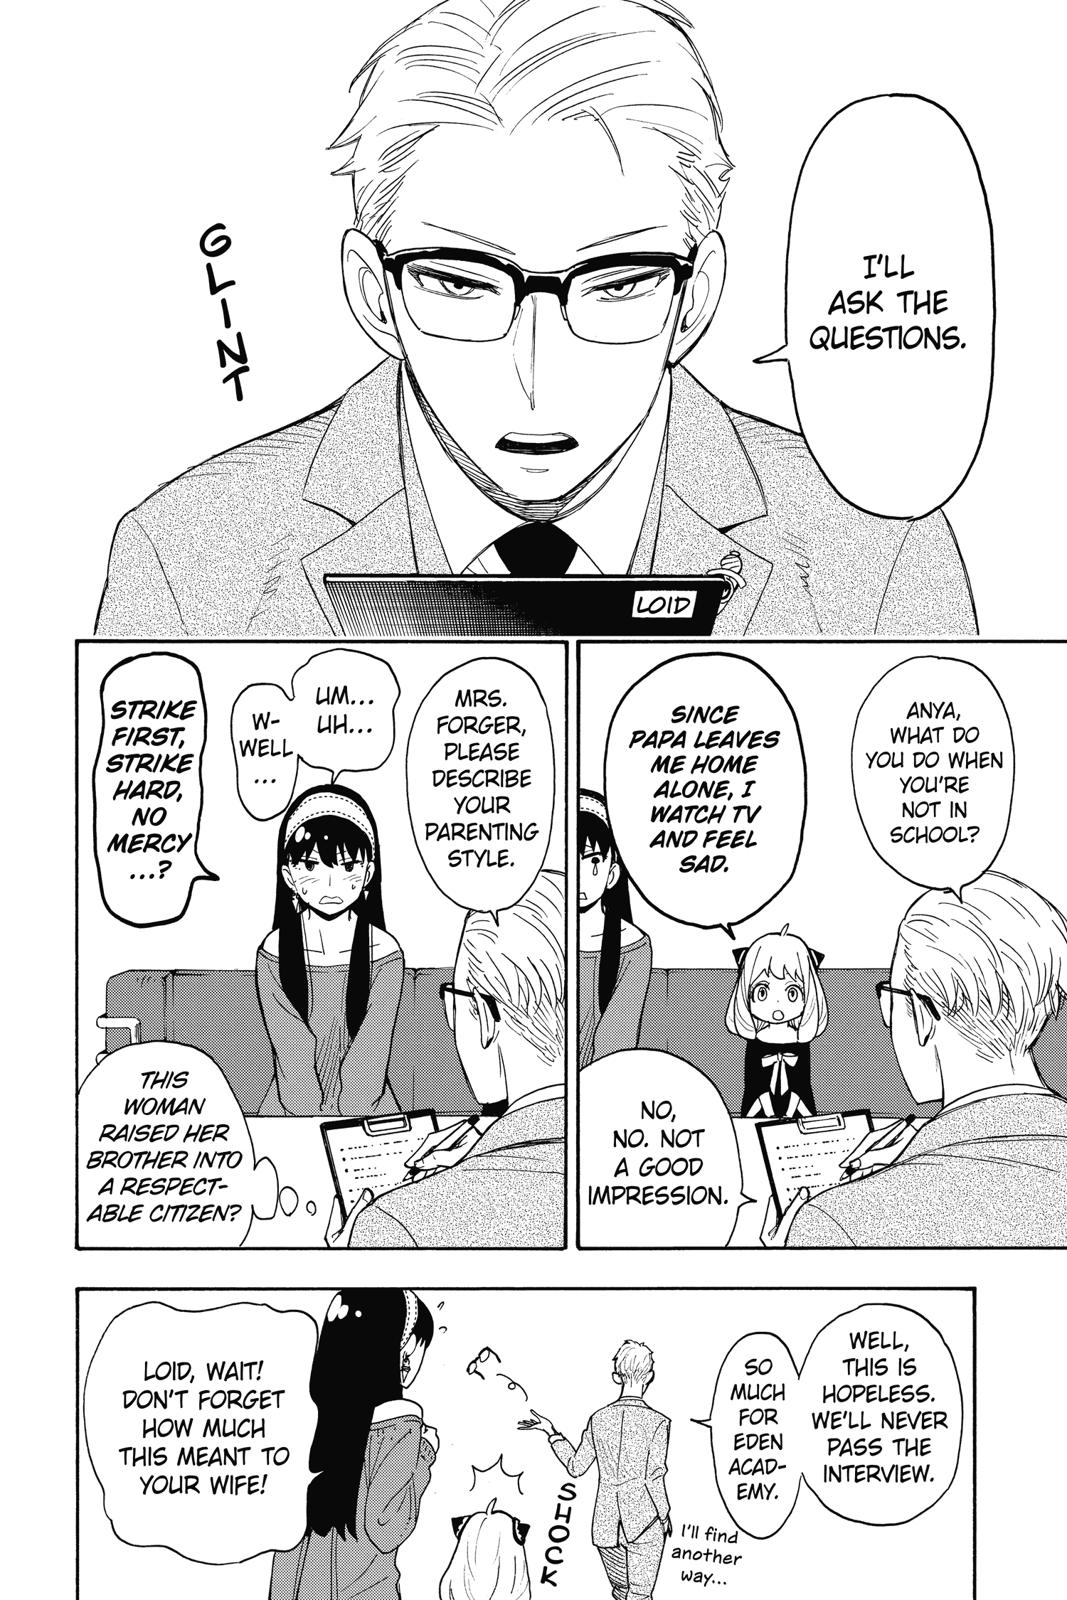 I'LL
ASK THE
QUESTIONS.
GLINT
LOID
ANYA,
WHAT DO
YOU DO WHEN
YOU'RE
NOT IN
SCHOOL?
SINCE
PAPA LEAVES
ME HOME
ALONE, I
WATCH TV
AND FEEL
SAD.
NO,
NO. NOT
A GOOD
IMPRESSION.
MRS.
FORGER,
PLEASE
DESCRIBE
YOUR
PARENTING
STYLE.
UM...
UH...
W-
WELL
...
STRIKE
FIRST,
STRIKE
HARD,
NO
MERCY
...?
THIS
WOMAN
RAISED HER
BROTHER INTO
A RESPECT-
ABLE CITIZEN?
WELL,
THIS IS
HOPELESS.
WE'LL NEVER
PASS THE
INTERVIEW.
SO
MUCH
FOR
EDEN
ACAD-
EMY.
I'll find
another
way...
SHOCK
LOID, WAIT!
DON'T FORGET
HOW MUCH
THIS MEANT TO
YOUR WIFE!